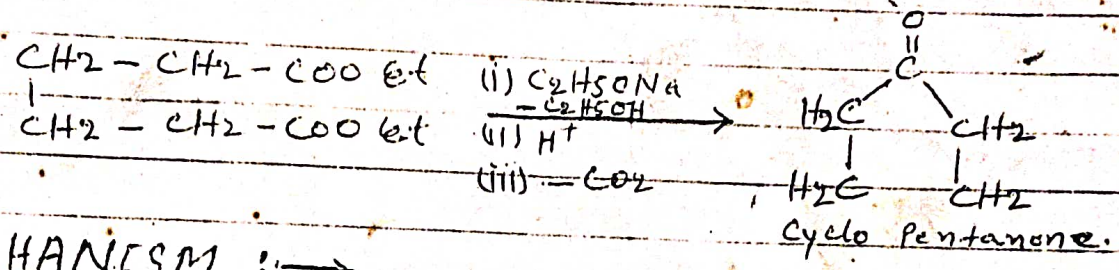 O
||
CH2 - CH2 - COO Et (i) C2H5ONa C
| - C2H5OH H2C CH2
CH2 - CH2 - COO Et (ii) H+ | |
(iii) - CO2 H2C CH2
Cyclo Pentanone.
HANISM :→